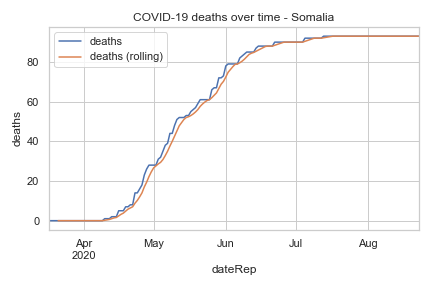 COVID-19 deaths over time - Somalia
deaths
deaths (rolling)
deaths
80
60
40
20
0
Apr
2020
May
Jun
Jul
Aug
dateRep